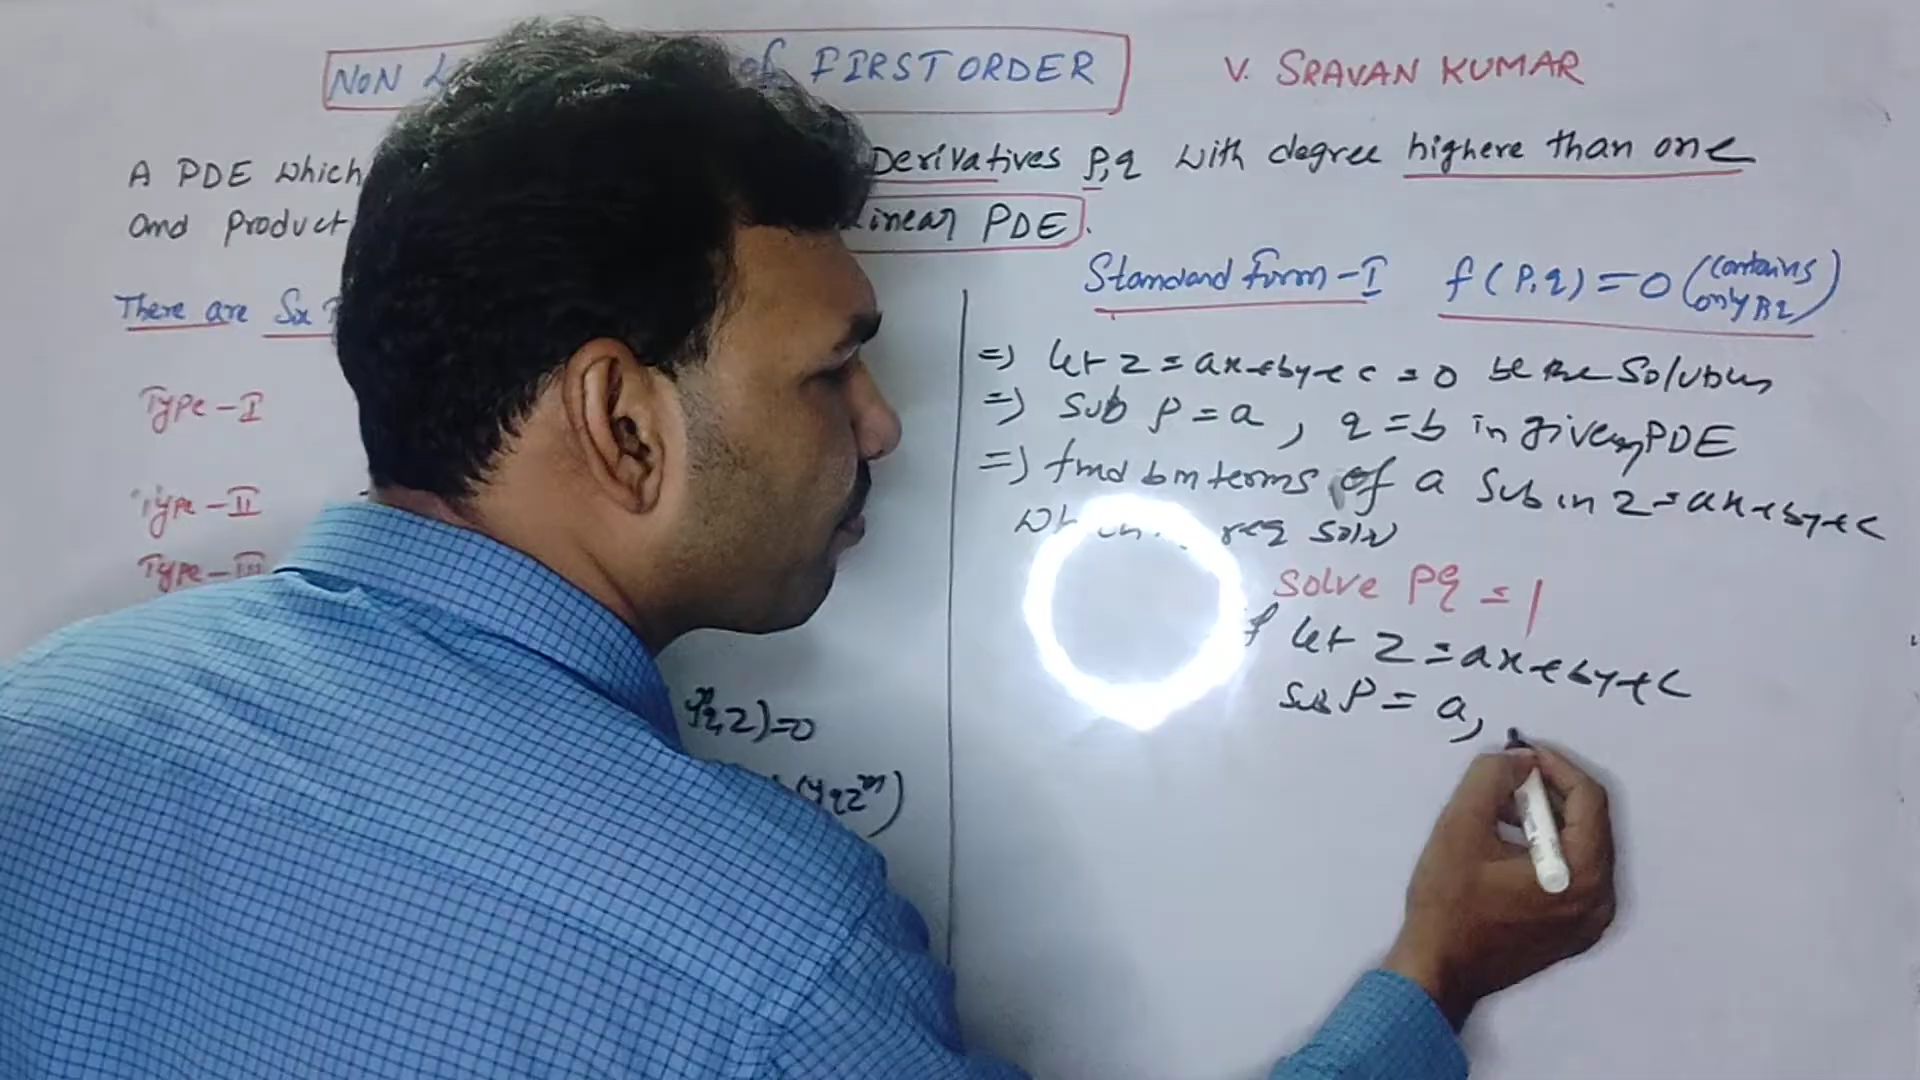 NON L of FIRST ORDER
V. SRAVAN KUMAR
A PDE which Derivatives P,q with degree highere than one
and product Linear PDE.
There are Six
Type-I
Type-II
Type-III
z)=0
Standard Form-I f(P,q)=0 (contains only P,q)
=> let z=ax+by+c=0 be the Solution
=> Sub P=a, q=b in given PDE
=> find b in terms of a Sub in z=ax+by+c
req Soln
Solve Pq=1
let z=ax+by+c
Sub P=a,